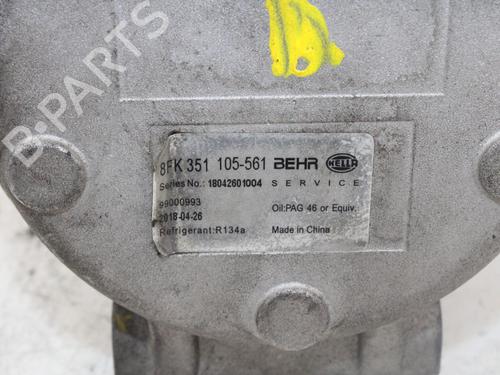 8FK 351 105-561 BEHR HELLA
Series No.: 18042601004 SERVICE
99000993 Oil:PAG 46 or Equiv.
2018-04-26
Refrigerant:R134a Made in China
B-PARTS